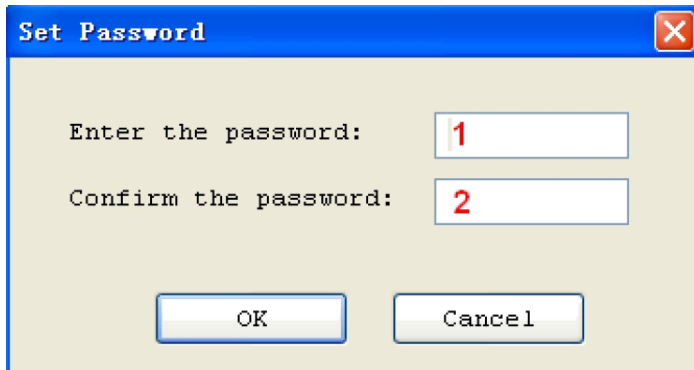 Set Password
Enter the password: 1
Confirm the password: 2
OK Cancel